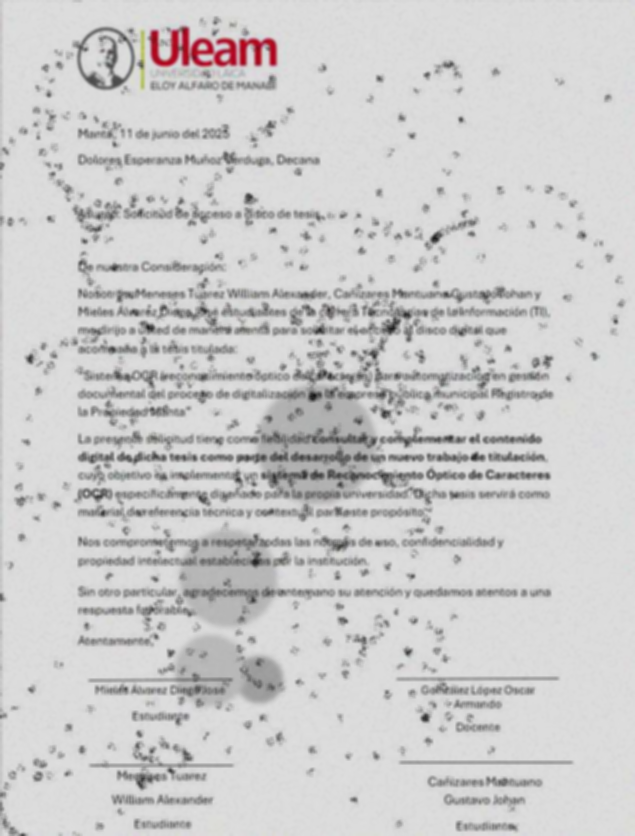 Uleam
UNIVERSIDAD LAICA
ELOY ALFARO DE MANABÍ
Manta, 11 de junio del 2025
Dolores Esperanza Muñoz Verduga, Decana
Asunto: Solicitud de acceso a disco de tesis
De nuestra Consideración:
Nosotros Meneses Tuarez William Alexander, Cañizares Mantuano Gustavo Johan y
Mieles Álvarez Diego José estudiantes de la carrera Tecnologías de la Información (TI),
me dirijo a usted de manera atenta para solicitar el acceso al disco digital que
acompaña a la tesis titulada:
"Sistema OCR (reconocimiento óptico de para automatización en gestión
documental del proceso de digitalización en la empresa pública municipal Registro de
la Propiedad Manta"
La presente solicitud tiene como finalidad consultar y complementar el contenido
digital de dicha tesis como parte del desarrollo de un nuevo trabajo de titulación,
cuyo objetivo es implementar un sistema de Reconocimiento Óptico de Caracteres
(OCR) específicamente diseñado para la propia universidad. Dicha tesis servirá como
material de referencia técnica y contextual para este propósito.
Nos comprometemos a respetar todas las normas de uso, confidencialidad y
propiedad intelectual establecidas por la institución.
Sin otro particular, agradecemos de antemano su atención y quedamos atentos a una
respuesta favorable.
Atentamente,
Mieles Álvarez Diego José
Estudiante
González López Oscar
Armando
Docente
Meneses Tuarez
William Alexander
Estudiante
Cañizares Mantuano
Gustavo Johan
Estudiante